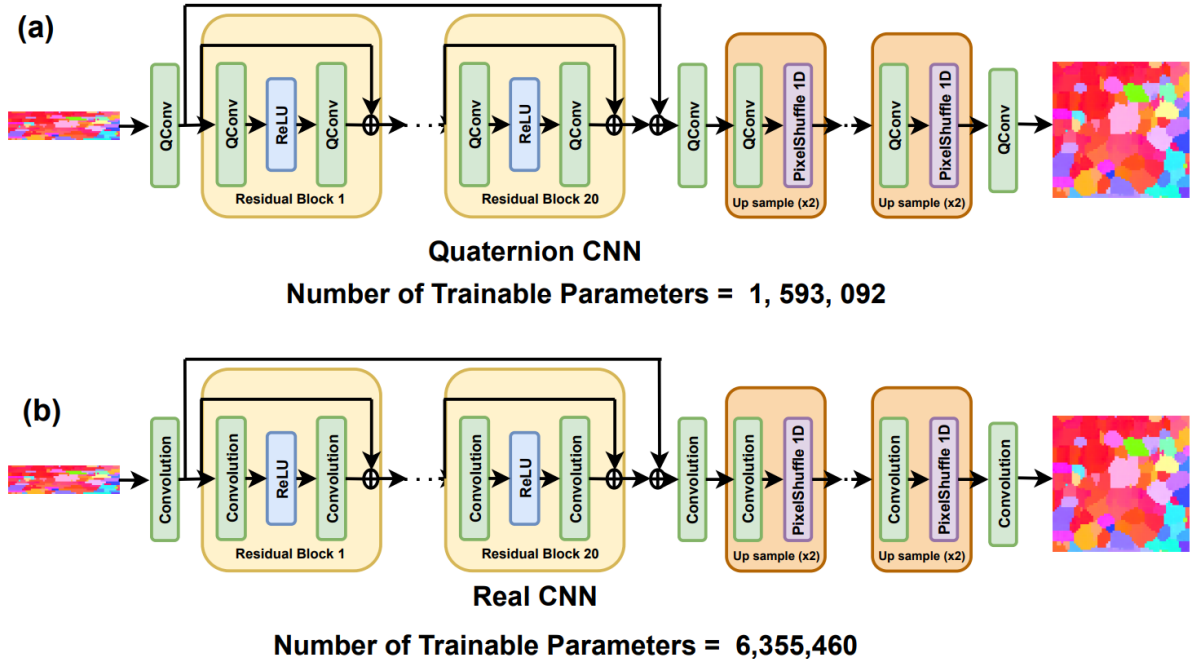 (a)
QConv
QConv
ReLU
QConv
Residual Block 1
. . .
QConv
ReLU
QConv
Residual Block 20
QConv
QConv
PixelShuffle 1D
Up sample (x2)
...
QConv
PixelShuffle 1D
Up sample (x2)
QConv
Quaternion CNN
Number of Trainable Parameters = 1, 593, 092
(b)
Convolution
Convolution
ReLU
Convolution
Residual Block 1
. . .
Convolution
ReLU
Convolution
Residual Block 20
Convolution
Convolution
PixelShuffle 1D
Up sample (x2)
...
Convolution
PixelShuffle 1D
Up sample (x2)
Convolution
Real CNN
Number of Trainable Parameters = 6,355,460